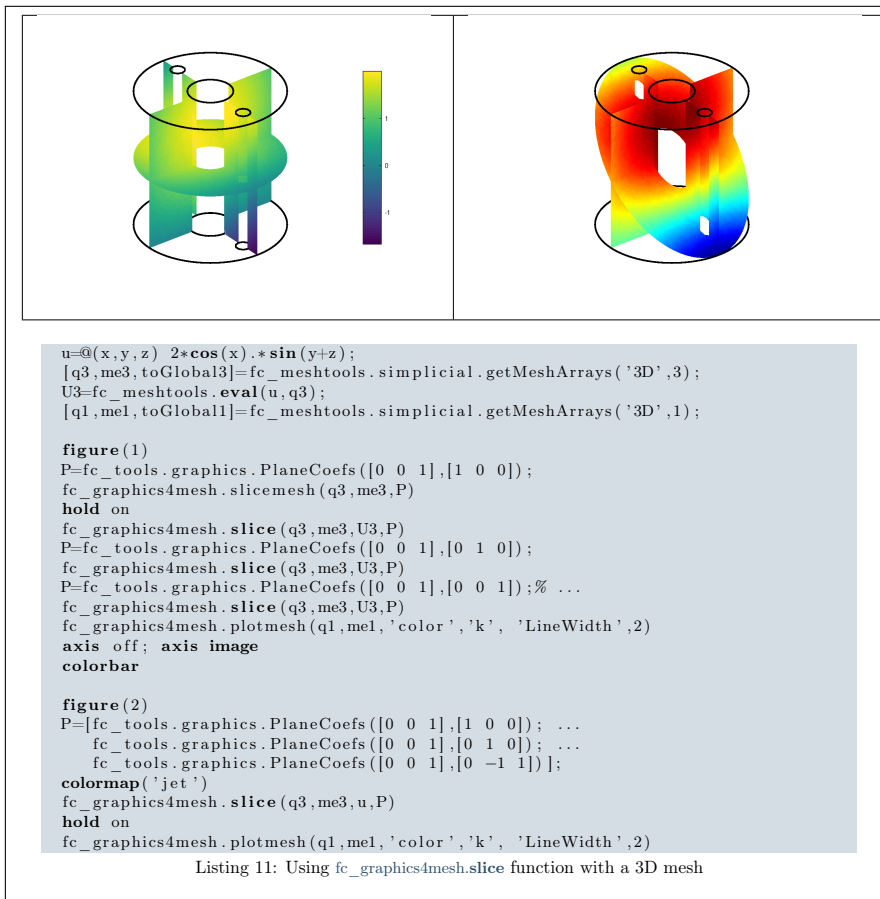 1
0
-1
u=@(x,y,z) 2*cos(x).*sin(y+z);
[q3,me3,toGlobal3]=fc_meshtools.simplicial.getMeshArrays('3D',3);
U3=fc_meshtools.eval(u,q3);
[q1,me1,toGlobal1]=fc_meshtools.simplicial.getMeshArrays('3D',1);
figure(1)
P=fc_tools.graphics.PlaneCoefs([0 0 1],[1 0 0]);
fc_graphics4mesh.slicemesh(q3,me3,P)
hold on
fc_graphics4mesh.slice(q3,me3,U3,P)
P=fc_tools.graphics.PlaneCoefs([0 0 1],[0 1 0]);
fc_graphics4mesh.slice(q3,me3,U3,P)
P=fc_tools.graphics.PlaneCoefs([0 0 1],[0 0 1]);% ...
fc_graphics4mesh.slice(q3,me3,U3,P)
fc_graphics4mesh.plotmesh(q1,me1,'color','k', 'LineWidth',2)
axis off; axis image
colorbar
figure(2)
P=[fc_tools.graphics.PlaneCoefs([0 0 1],[1 0 0]); ...
fc_tools.graphics.PlaneCoefs([0 0 1],[0 1 0]); ...
fc_tools.graphics.PlaneCoefs([0 0 1],[0 −1 1])];
colormap('jet')
fc_graphics4mesh.slice(q3,me3,u,P)
hold on
fc_graphics4mesh.plotmesh(q1,me1,'color','k', 'LineWidth',2)
Listing 11: Using fc_graphics4mesh.slice function with a 3D mesh